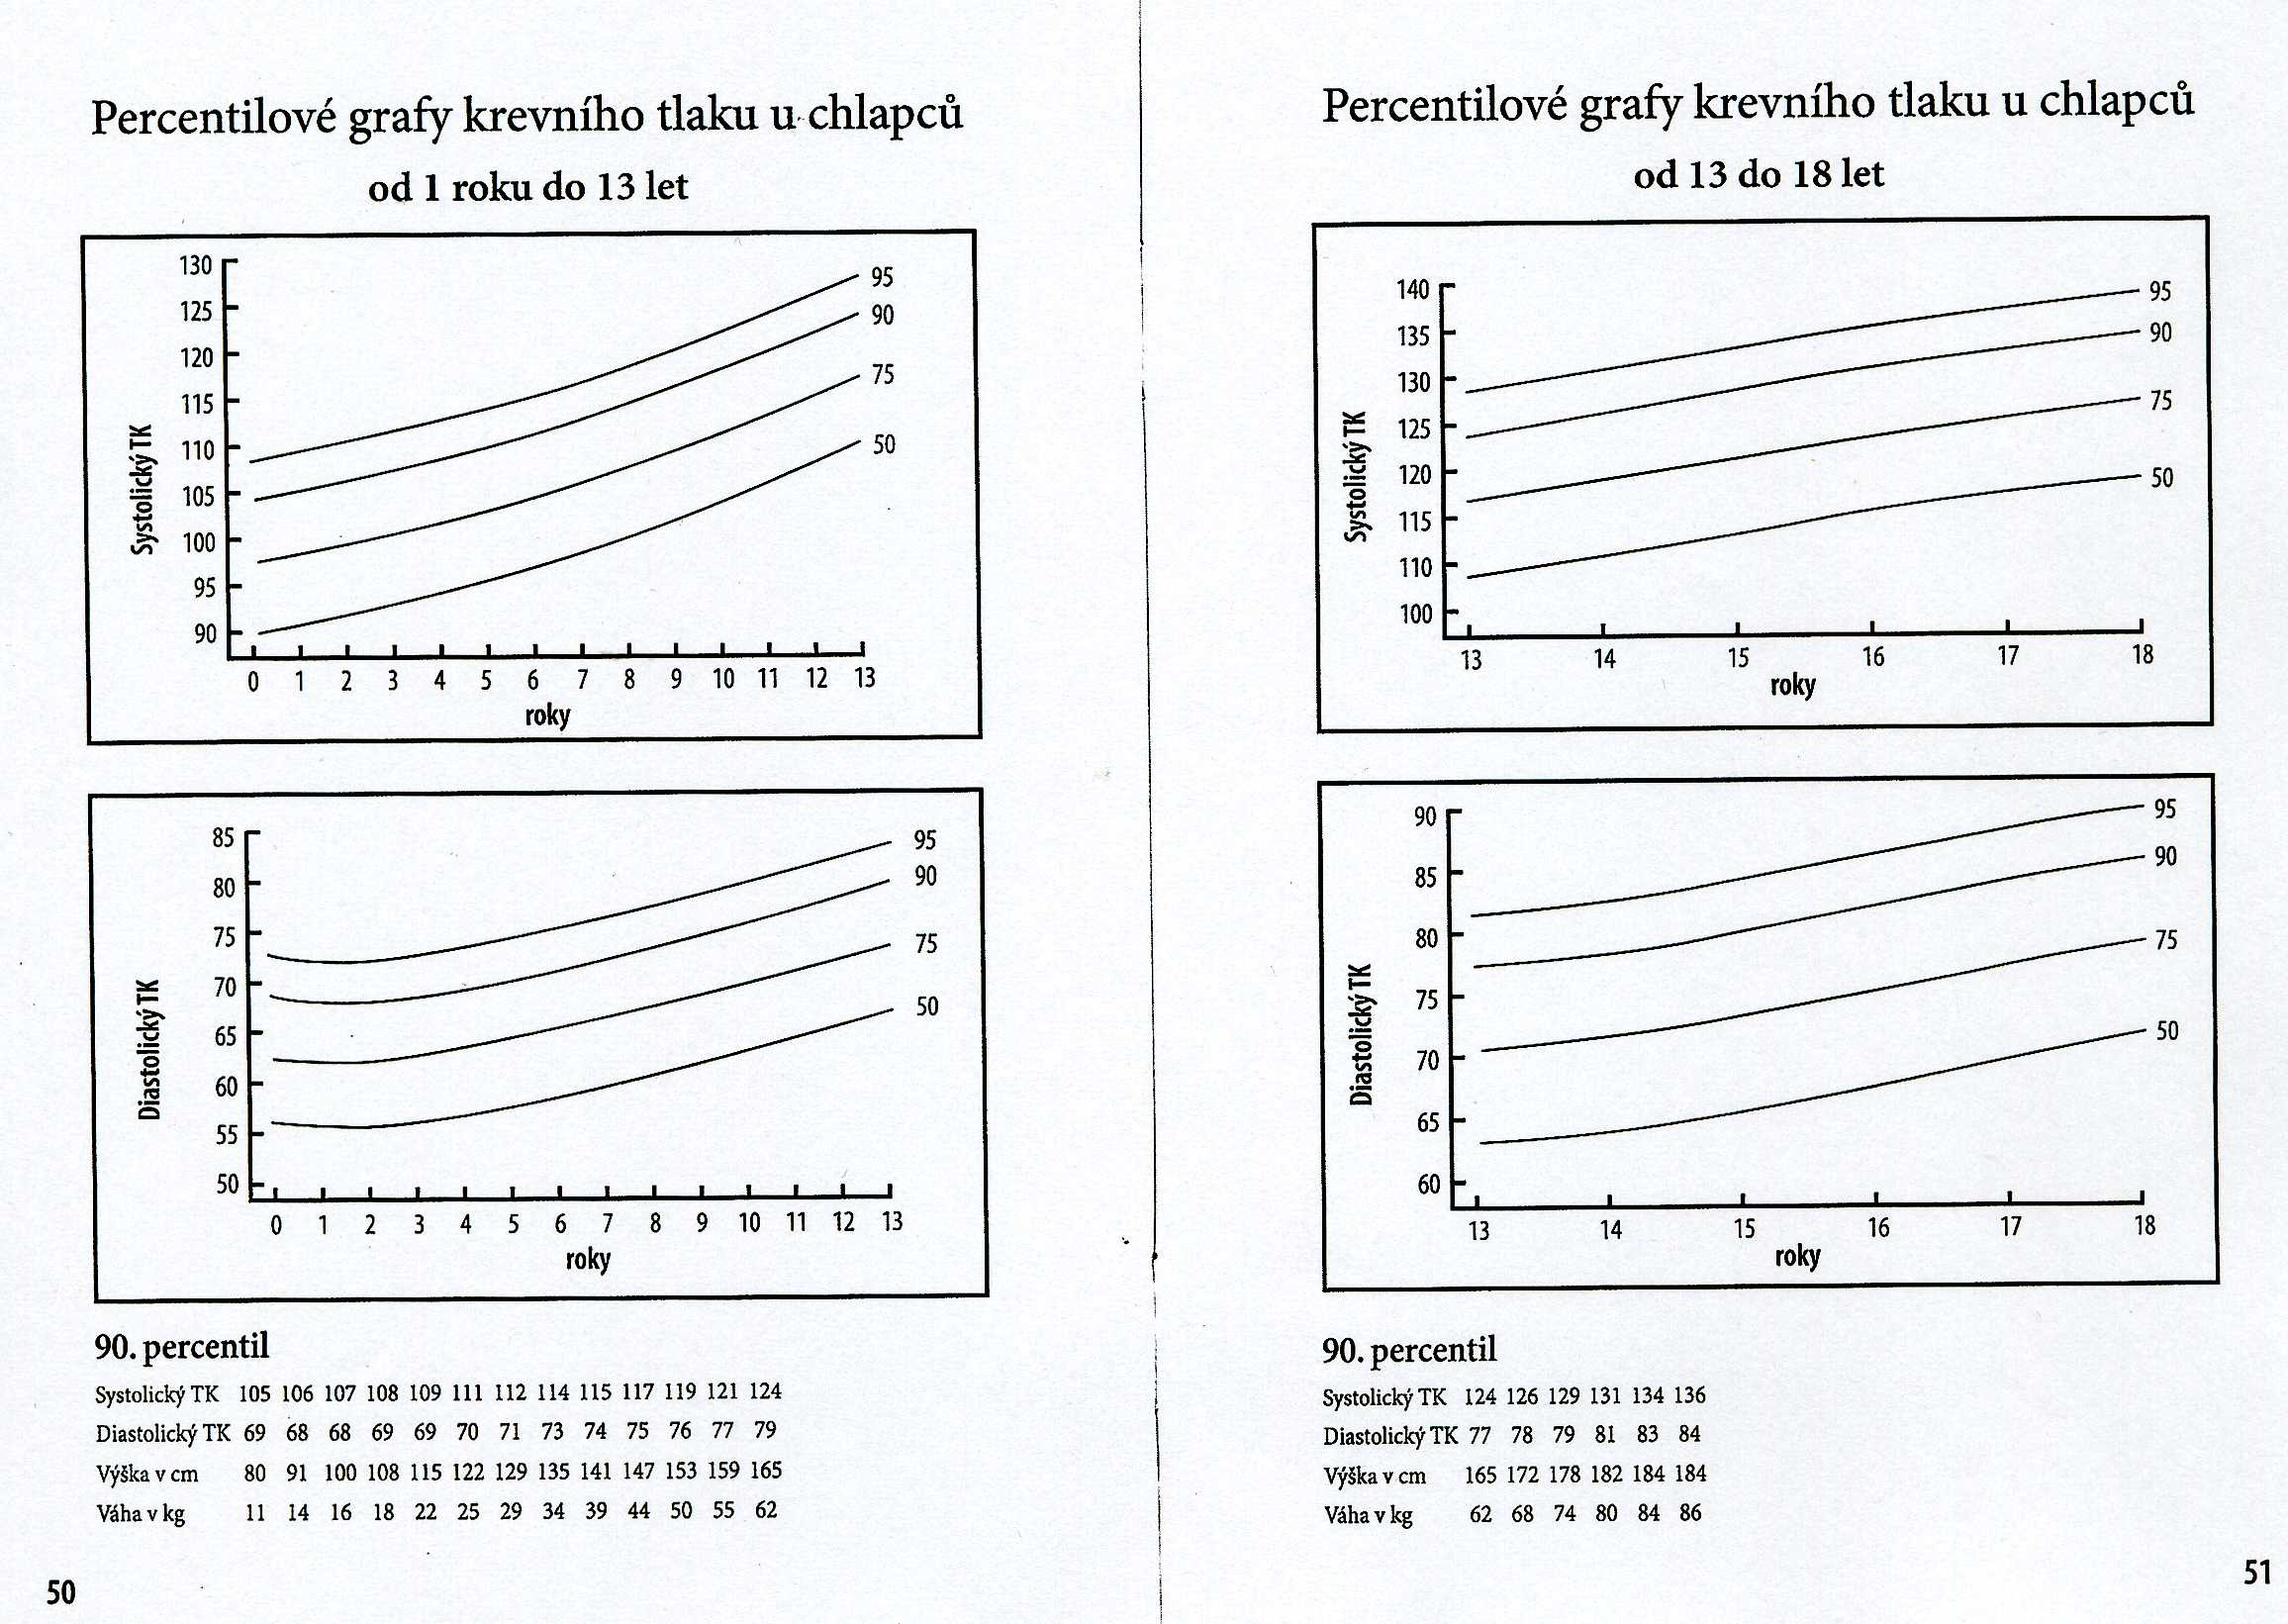 Percentilové grafy krevního tlaku u chlapců
od 1 roku do 13 let
130
125
120
115
110
105
100
95
90
Systolický TK
95
90
75
50
0 1 2 3 4 5 6 7 8 9 10 11 12 13
roky
85
80
75
70
65
60
55
50
Diastolický TK
95
90
75
50
0 1 2 3 4 5 6 7 8 9 10 11 12 13
roky
90. percentil
Systolický TK 105 106 107 108 109 111 112 114 115 117 119 121 124
Diastolický TK 69 68 68 69 69 70 71 73 74 75 76 77 79
Výška v cm 80 91 100 108 115 122 129 135 141 147 153 159 165
Váha v kg 11 14 16 18 22 25 29 34 39 44 50 55 62
50
Percentilové grafy krevního tlaku u chlapců
od 13 do 18 let
140
135
130
125
120
115
110
100
Systolický TK
95
90
75
50
13 14 15 16 17 18
roky
90
85
80
75
70
65
60
Diastolický TK
95
90
75
50
13 14 15 16 17 18
roky
90. percentil
Systolický TK 124 126 129 131 134 136
Diastolický TK 77 78 79 81 83 84
Výška v cm 165 172 178 182 184 184
Váha v kg 62 68 74 80 84 86
51